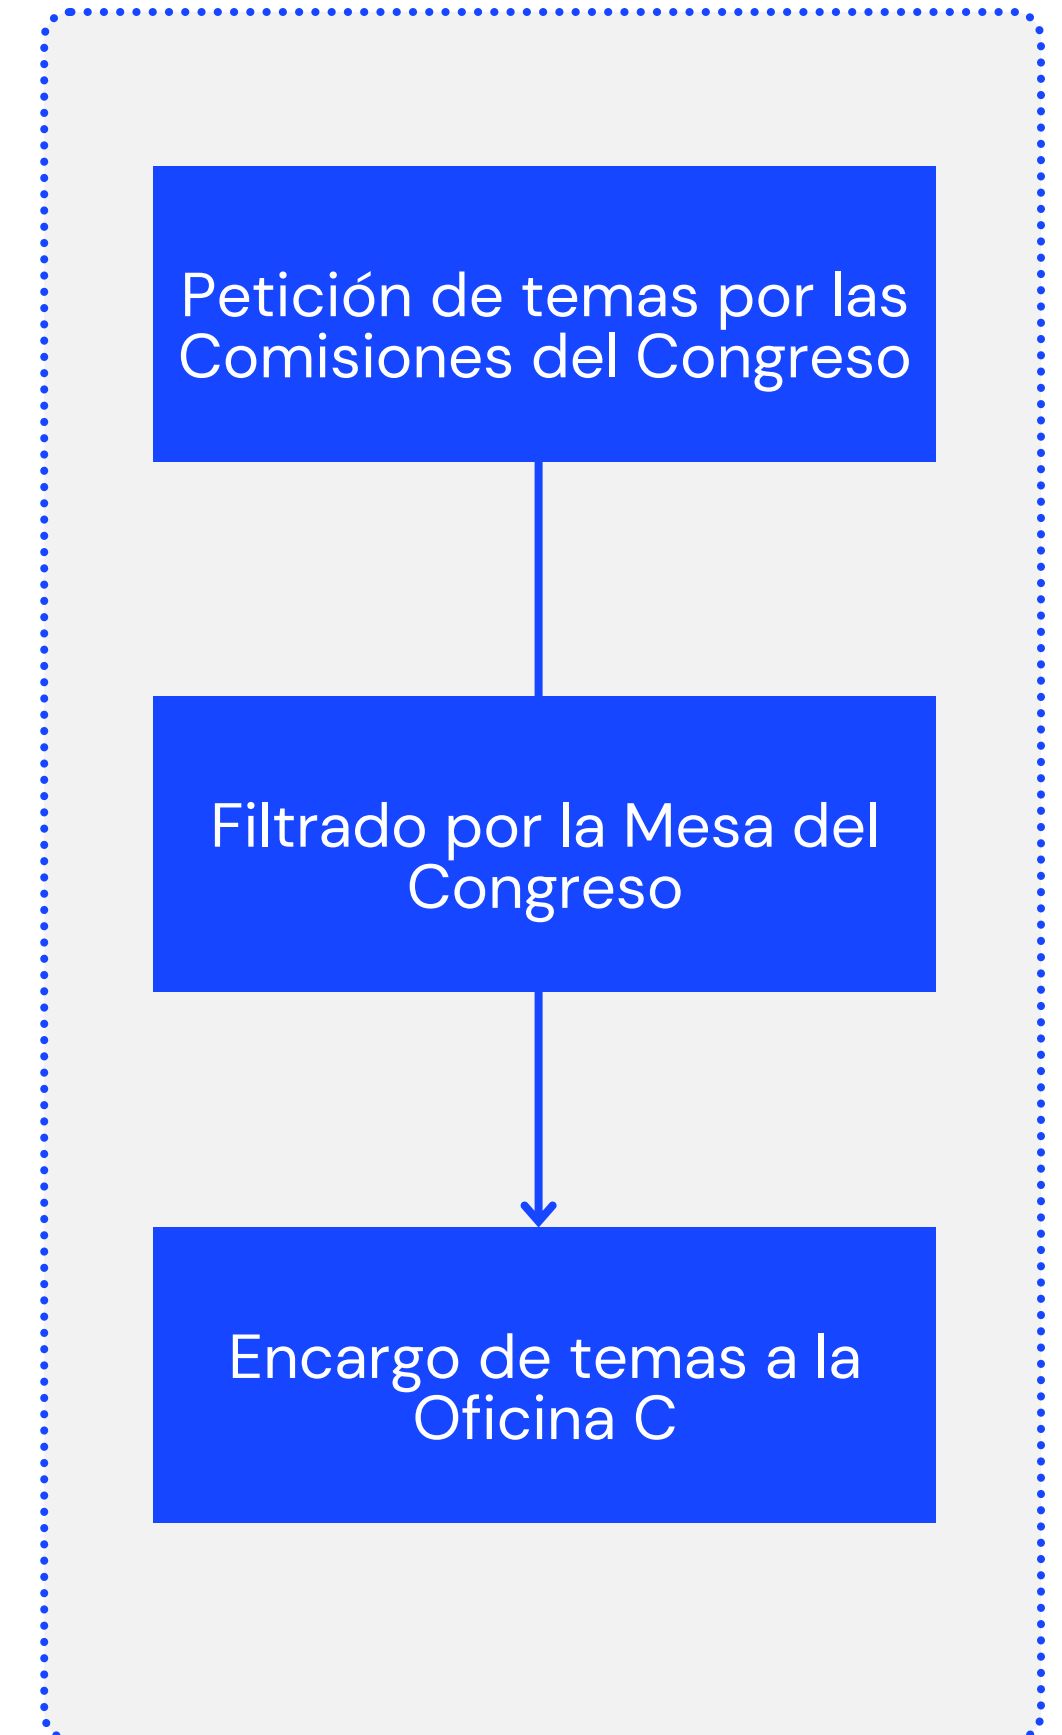 Petición de temas por las
Comisiones del Congreso
Filtrado por la Mesa del
Congreso
Encargo de temas a la
Oficina C